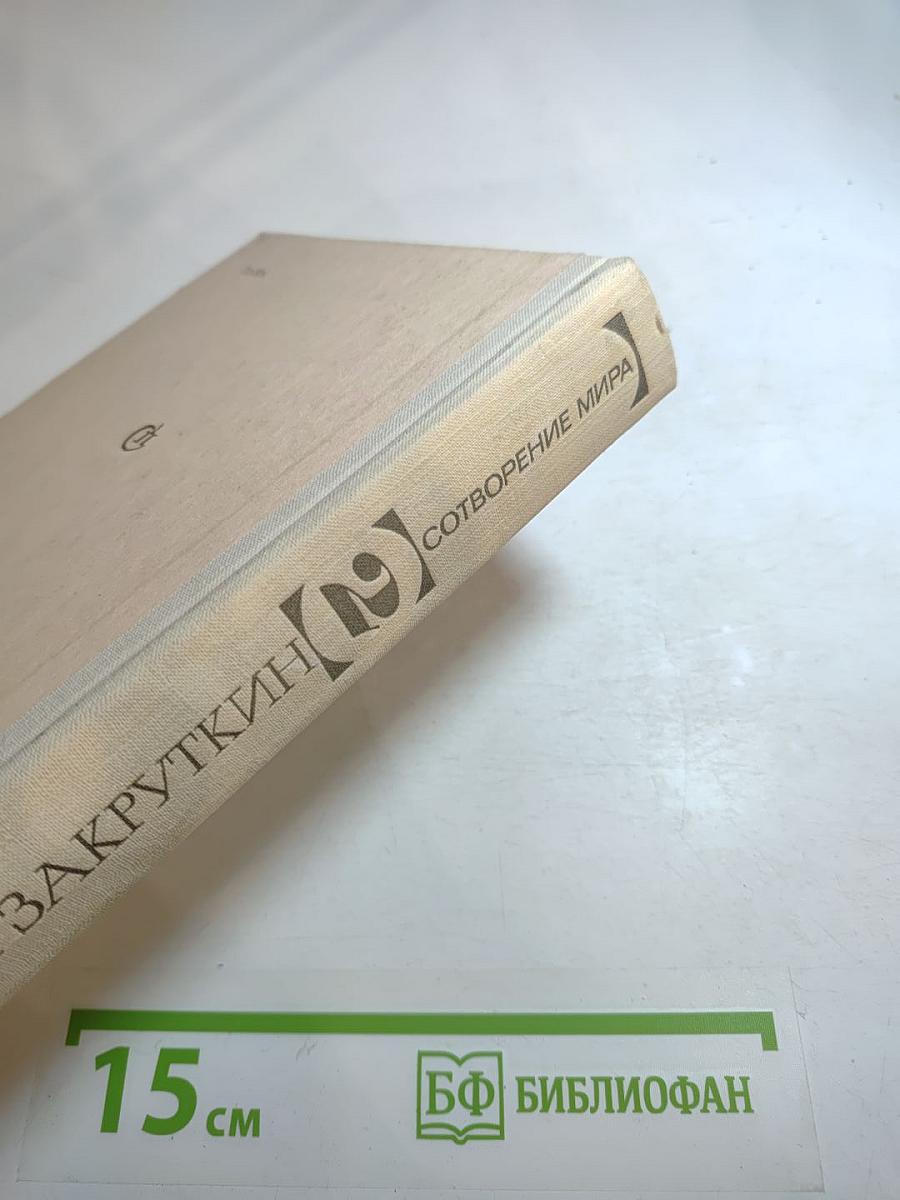 ЗАКРУТКИН
2
СОТВОРЕНИЕ МИРА
15 см
БФ БИБЛИОФАН